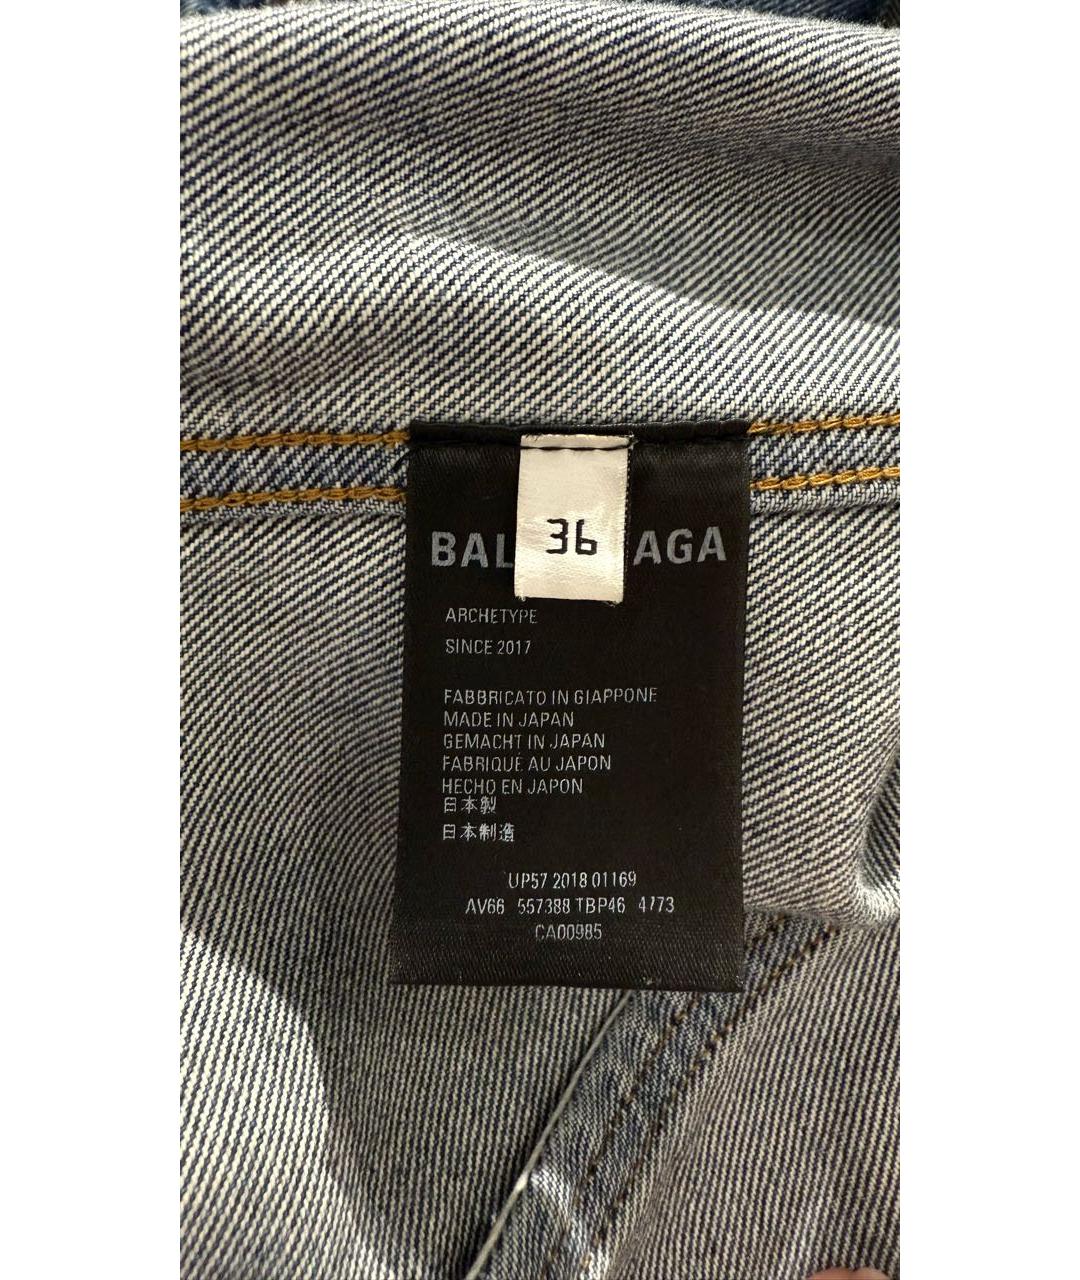 36
BAL AGA
ARCHETYPE
SINCE 2017
FABBRICATO IN GIAPPONE
MADE IN JAPAN
GEMACHT IN JAPAN
FABRIQUÉ AU JAPON
HECHO EN JAPON
日本製
日本制造
UP57 2018 01169
AV66 557388 TBP46 4773
CA00985